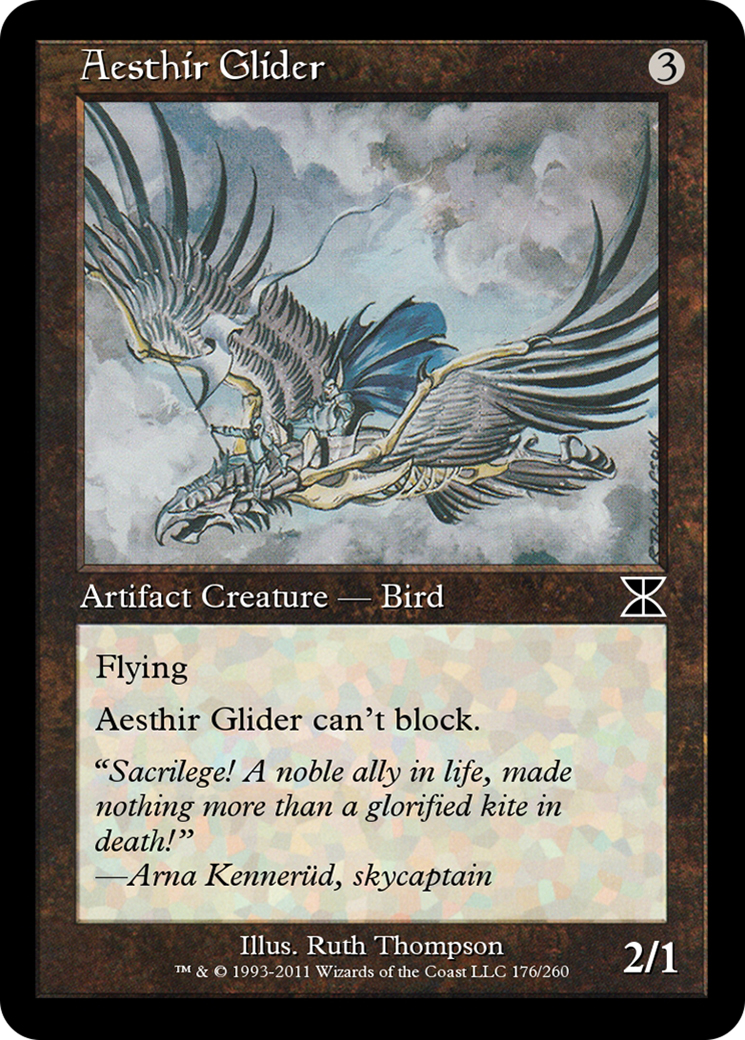 Aesthir Glider
3
R.THOMPSON
Artifact Creature — Bird
Flying
Aesthir Glider can't block.
“Sacrilege! A noble ally in life, made
nothing more than a glorified kite in
death!”
—Arna Kennerüd, skycaptain
Illus. Ruth Thompson
™ & © 1993-2011 Wizards of the Coast LLC 176/260
2/1